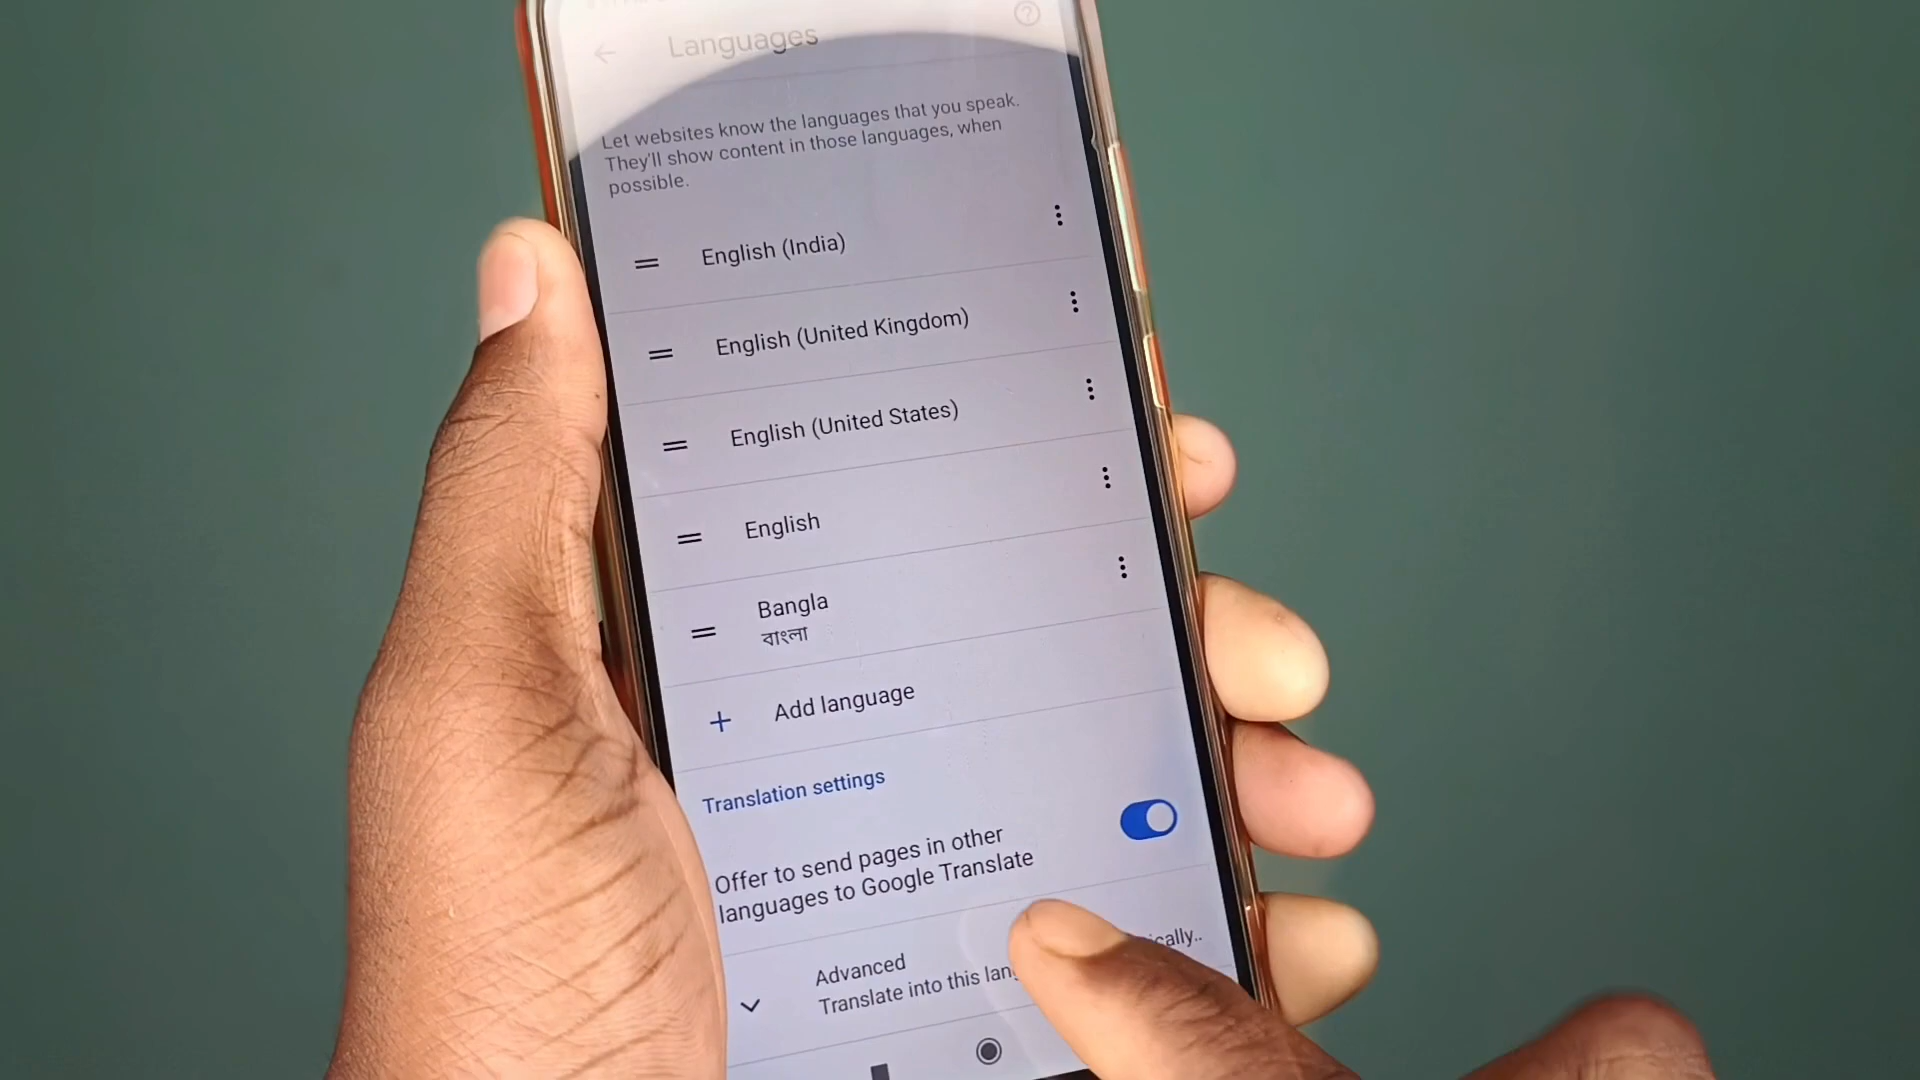 Languages
Let websites know the languages that you speak.
They'll show content in those languages, when
possible.
English (India)
English (United Kingdom)
English (United States)
English
Bangla
বাংলা
Add language
Translation settings
Offer to send pages in other
languages to Google Translate
Advanced
Translate into this